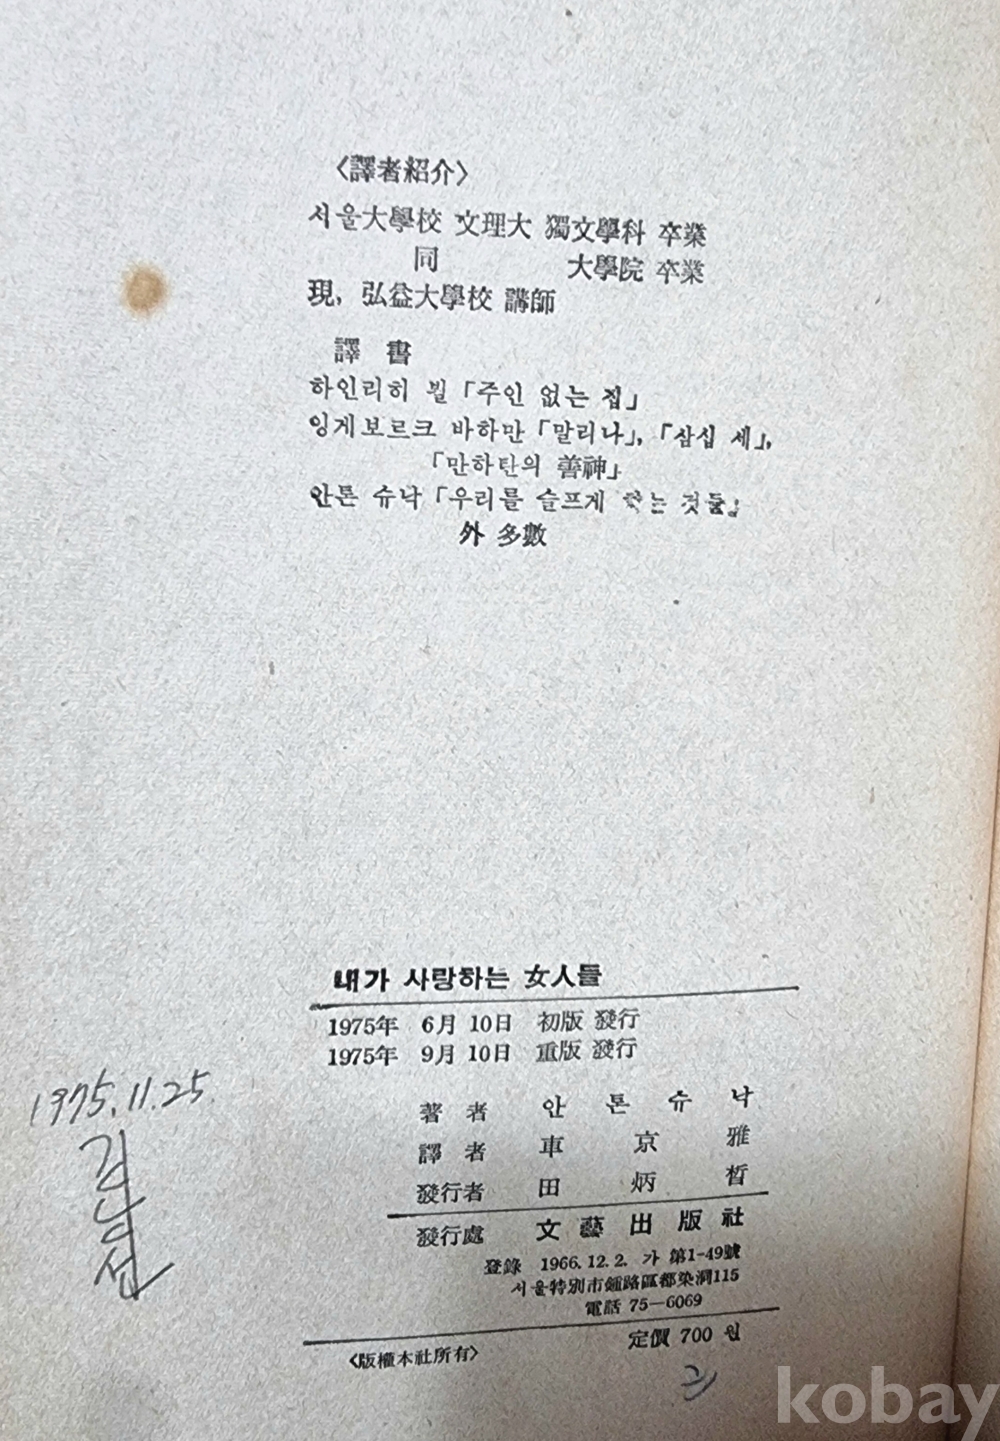 〈譯者紹介〉
서울大學校 文理大 獨文學科 卒業
同 大學院 卒業
現, 弘益大學校 講師
譯 書
하인리히 뵐 「주인 없는 집」
잉게보르크 바하만 「말리나」, 「삼십 세」,
「만하탄의 善神」
안톤 슈낙 「우리를 슬프게 하는 것들」
外 多數
내가 사랑하는 女人들
1975年 6月 10日 初版 發行
1975年 9月 10日 重版 發行
著 者 안 톤 슈 낙
譯 者 車 京 雅
發行者 田 炳 晳
發行處 文 藝 出 版 社
登錄 1966. 12. 2. 가 第1-49號
서울特別市鍾路區都染洞115
電話 75-6069
定價 700 원
〈版權本社所有〉
1975. 11. 25.
kobay